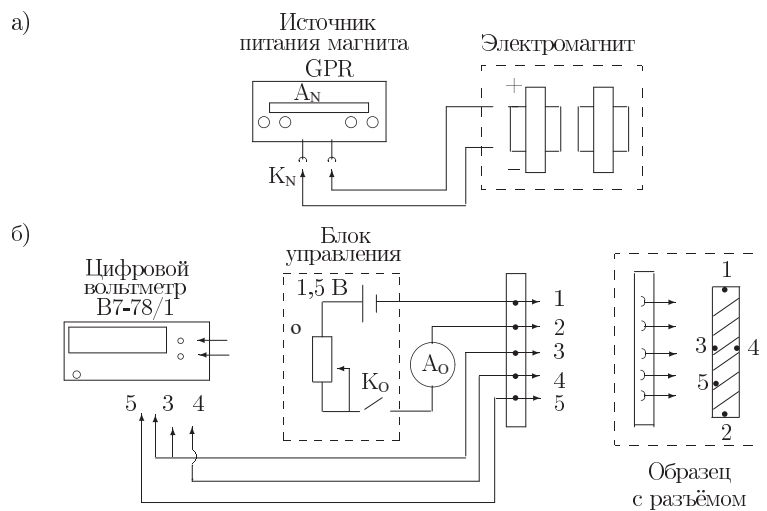 а)
Источник
питания магнита
GPR
A_N
K_N
Электромагнит
+
−
б)
Цифровой
вольтметр
В7-78/1
5 3 4
Блок
управления
1,5 В
о
K_O
A_O
1
2
3
4
5
1
3 4
5
2
Образец
с разъёмом